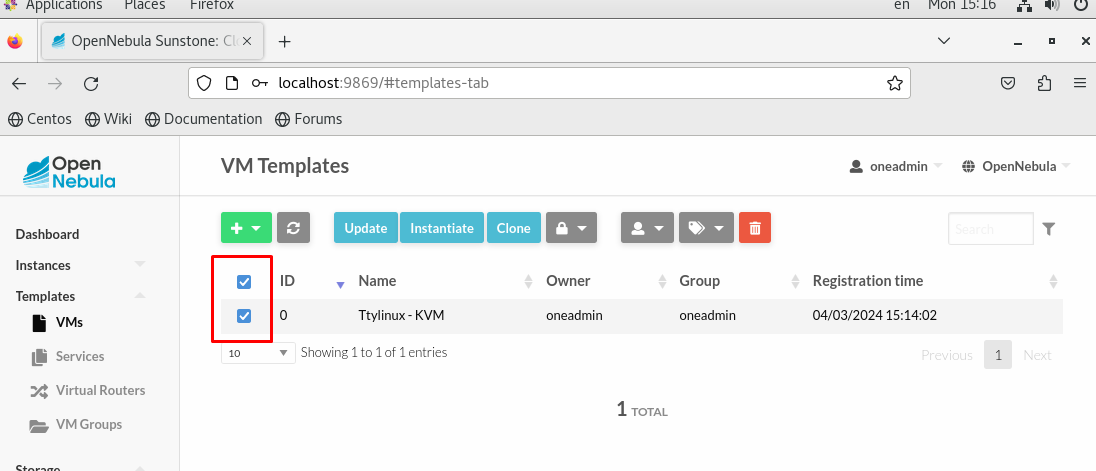 Applications Places Firefox en Mon 15:16
OpenNebula Sunstone: Clo
localhost:9869/#templates-tab
Centos Wiki Documentation Forums
Open Nebula
VM Templates
oneadmin OpenNebula
Dashboard
Instances
Templates
VMs
Services
Virtual Routers
VM Groups
Storage
Update Instantiate Clone
Search
ID Name Owner Group Registration time
0 Ttylinux - KVM oneadmin oneadmin 04/03/2024 15:14:02
10 Showing 1 to 1 of 1 entries
Previous 1 Next
1 TOTAL